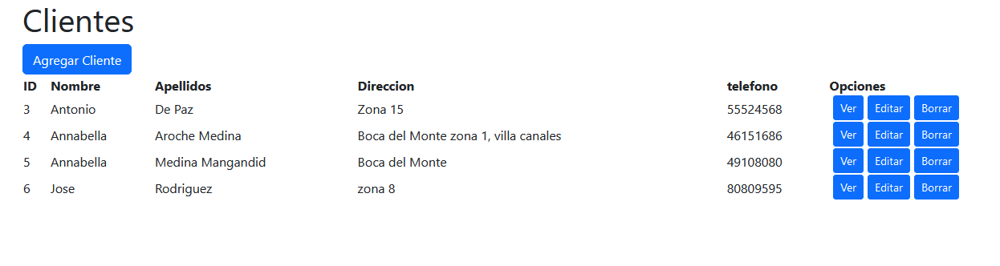 Clientes
Agregar Cliente
ID Nombre Apellidos Direccion telefono Opciones
3 Antonio De Paz Zona 15 55524568 Ver Editar Borrar
4 Annabella Aroche Medina Boca del Monte zona 1, villa canales 46151686 Ver Editar Borrar
5 Annabella Medina Mangandid Boca del Monte 49108080 Ver Editar Borrar
6 Jose Rodriguez zona 8 80809595 Ver Editar Borrar